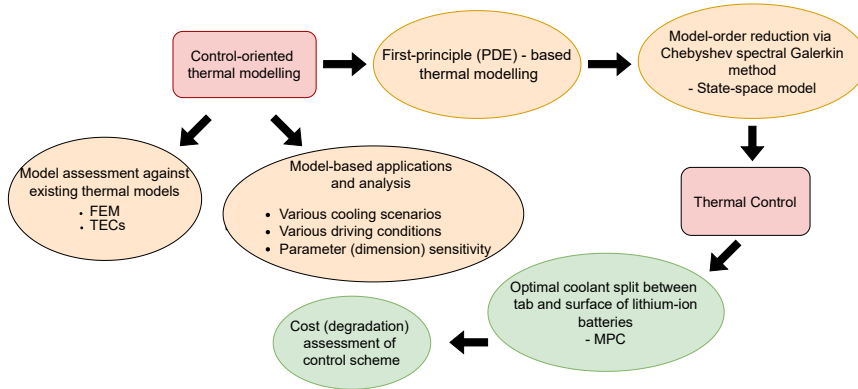 Control-oriented
thermal modelling
First-principle (PDE) - based
thermal modelling
Model-order reduction via
Chebyshev spectral Galerkin
method
- State-space model
Model assessment against
existing thermal models
• FEM
• TECs
Model-based applications
and analysis
• Various cooling scenarios
• Various driving conditions
• Parameter (dimension) sensitivity
Thermal Control
Optimal coolant split between
tab and surface of lithium-ion
batteries
- MPC
Cost (degradation)
assessment of
control scheme